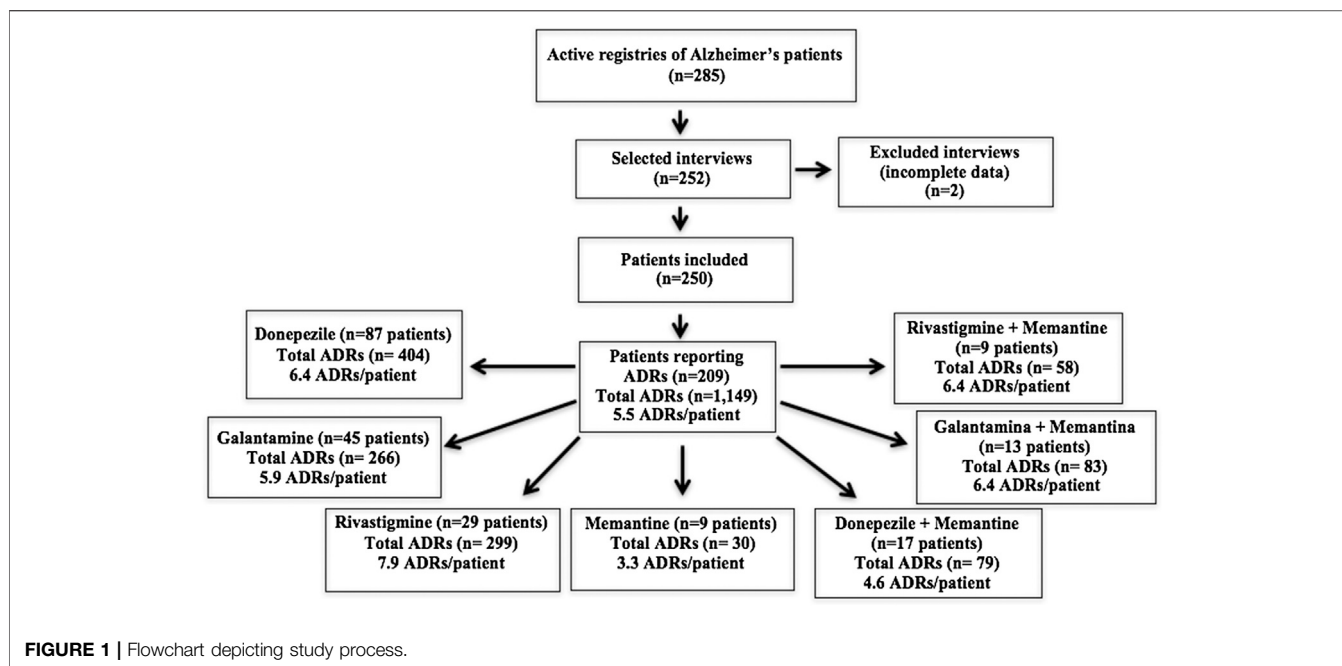 Active registries of Alzheimer's patients
(n=285)
Selected interviews
(n=252)
Excluded interviews
(incomplete data)
(n=2)
Patients included
(n=250)
Donepezile (n=87 patients)
Total ADRs (n= 404)
6.4 ADRs/patient
Patients reporting
ADRs (n=209)
Total ADRs (n=1,149)
5.5 ADRs/patient
Rivastigmine + Memantine
(n=9 patients)
Total ADRs (n= 58)
6.4 ADRs/patient
Galantamine (n=45 patients)
Total ADRs (n= 266)
5.9 ADRs/patient
Galantamina + Memantina
(n=13 patients)
Total ADRs (n= 83)
6.4 ADRs/patient
Rivastigmine (n=29 patients)
Total ADRs (n= 299)
7.9 ADRs/patient
Memantine (n=9 patients)
Total ADRs (n= 30)
3.3 ADRs/patient
Donepezile + Memantine
(n=17 patients)
Total ADRs (n= 79)
4.6 ADRs/patient
FIGURE 1 | Flowchart depicting study process.